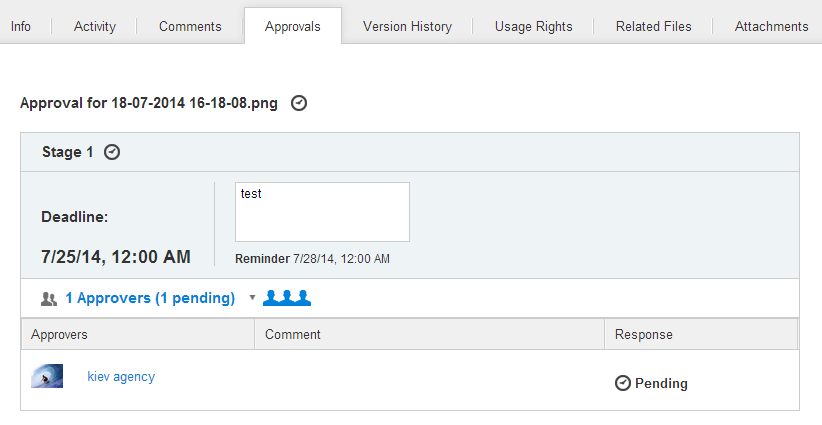 Info Activity Comments Approvals Version History Usage Rights Related Files Attachments
Approval for 18-07-2014 16-18-08.png
Stage 1
test
Deadline:
7/25/14, 12:00 AM
Reminder 7/28/14, 12:00 AM
1 Approvers (1 pending)
Approvers Comment Response
kiev agency
Pending